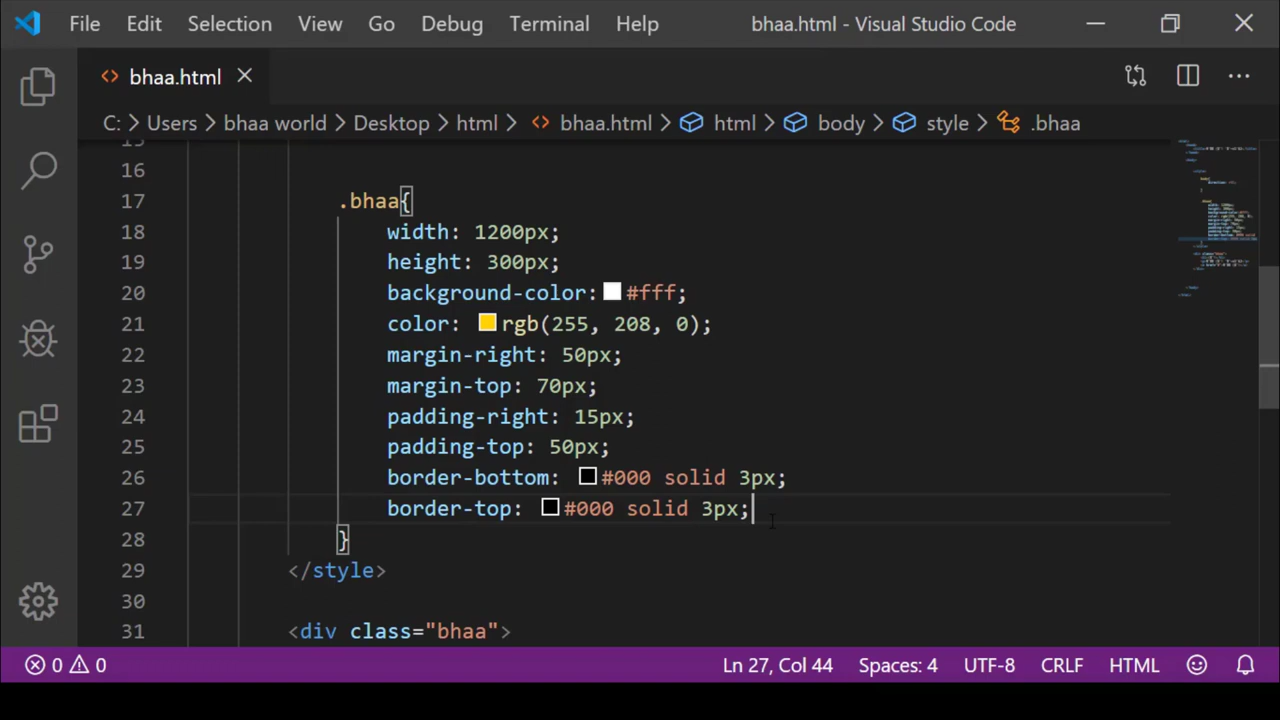 File Edit Selection View Go Debug Terminal Help bhaa.html - Visual Studio Code
bhaa.html
C: > Users > bhaa world > Desktop > html > bhaa.html > html > body > style > .bhaa
16
17 .bhaa{
18 width: 1200px;
19 height: 300px;
20 background-color: #fff;
21 color: rgb(255, 208, 0);
22 margin-right: 50px;
23 margin-top: 70px;
24 padding-right: 15px;
25 padding-top: 50px;
26 border-bottom: #000 solid 3px;
27 border-top: #000 solid 3px;
28 }
29 </style>
30
31 <div class="bhaa">
0 0 Ln 27, Col 44 Spaces: 4 UTF-8 CRLF HTML